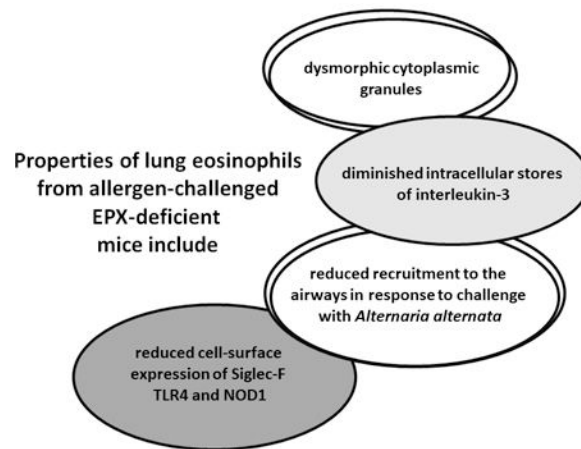 dysmorphic cytoplasmic
granules
Properties of lung eosinophils
from allergen-challenged
EPX-deficient
mice include
diminished intracellular stores
of interleukin-3
reduced recruitment to the
airways in response to challenge
with Alternaria alternata
reduced cell-surface
expression of Siglec-F
TLR4 and NOD1